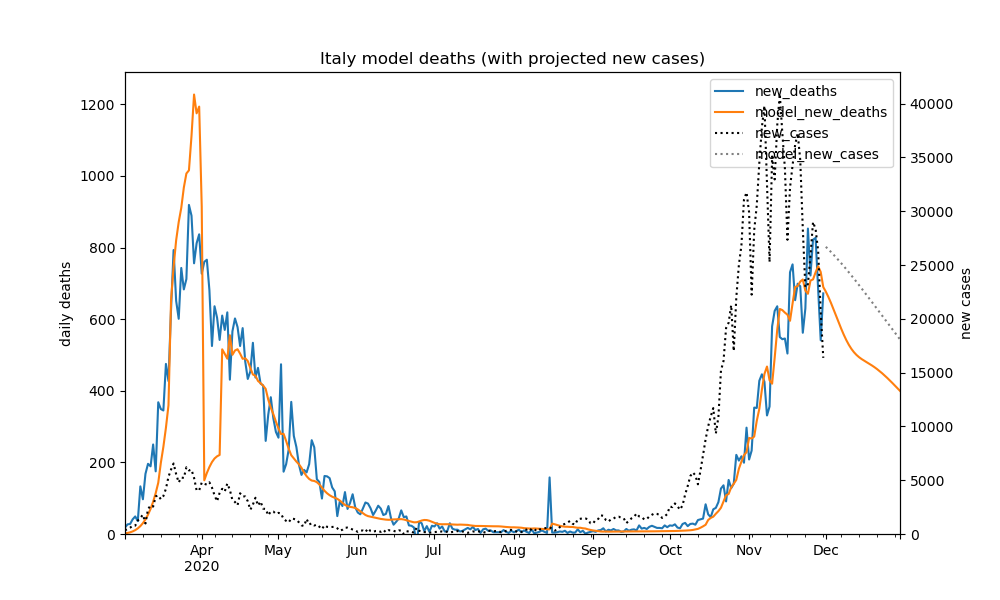 Italy model deaths (with projected new cases)
new_deaths
model_new_deaths
new_cases
model_new_cases
daily deaths
new cases
1200
1000
800
600
400
200
0
40000
35000
30000
25000
20000
15000
10000
5000
0
Apr
2020
May
Jun
Jul
Aug
Sep
Oct
Nov
Dec